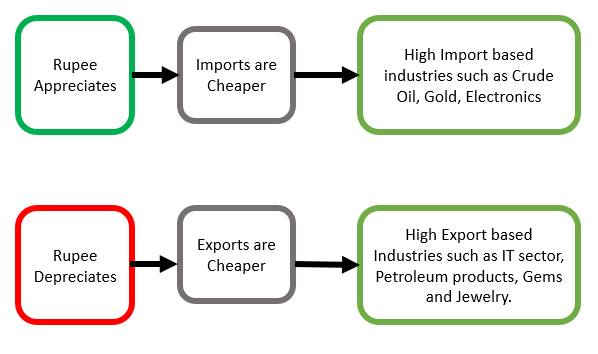 Rupee
Appreciates
Imports are
Cheaper
High Import based
industries such as Crude
Oil, Gold, Electronics
Rupee
Depreciates
Exports are
Cheaper
High Export based
Industries such as IT sector,
Petroleum products, Gems
and Jewelry.